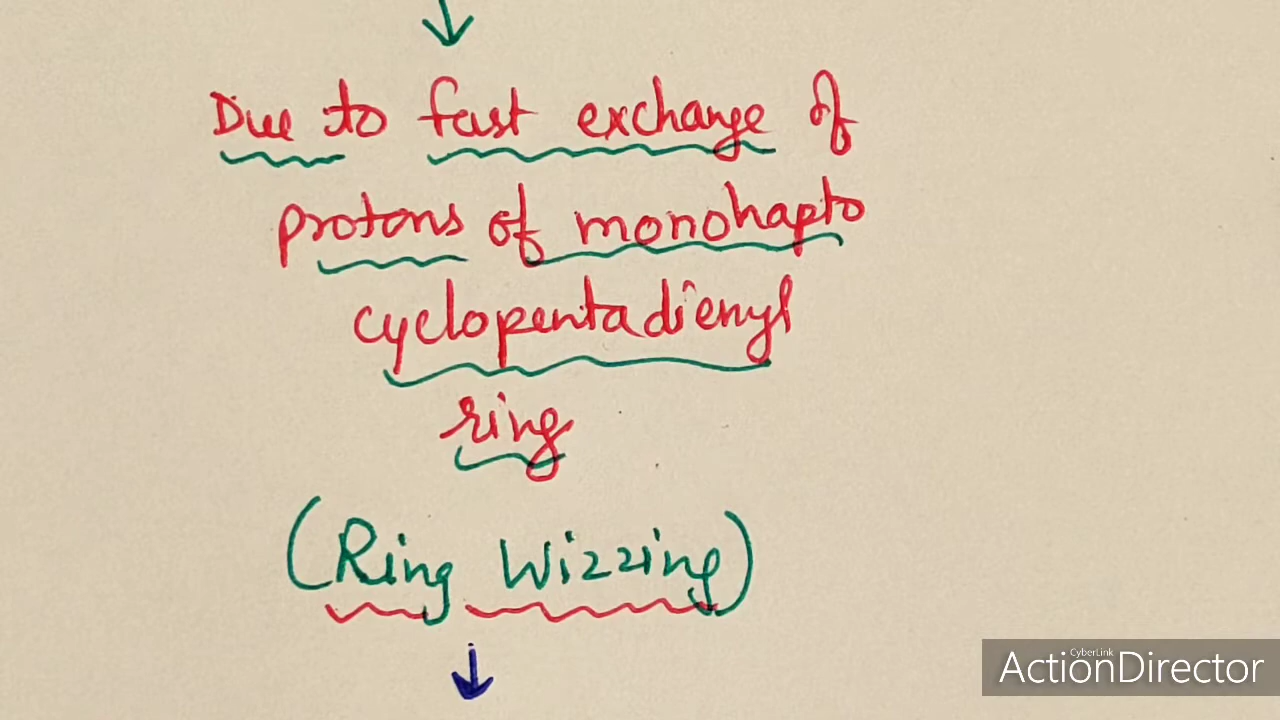 Due to fast exchange of
protons of monohapto
cyclopentadienyl
ring
(Ring Wizzing)
CyberLink
ActionDirector